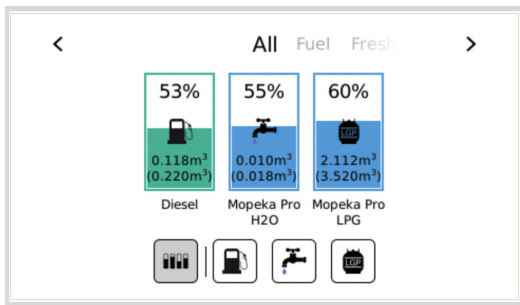 All Fuel Fresh
53% 55% 60%
LGP
0.118m³ 0.010m³ 2.112m³
(0.220m³) (0.018m³) (3.520m³)
Diesel Mopeka Pro Mopeka Pro
H2O LPG
LGP